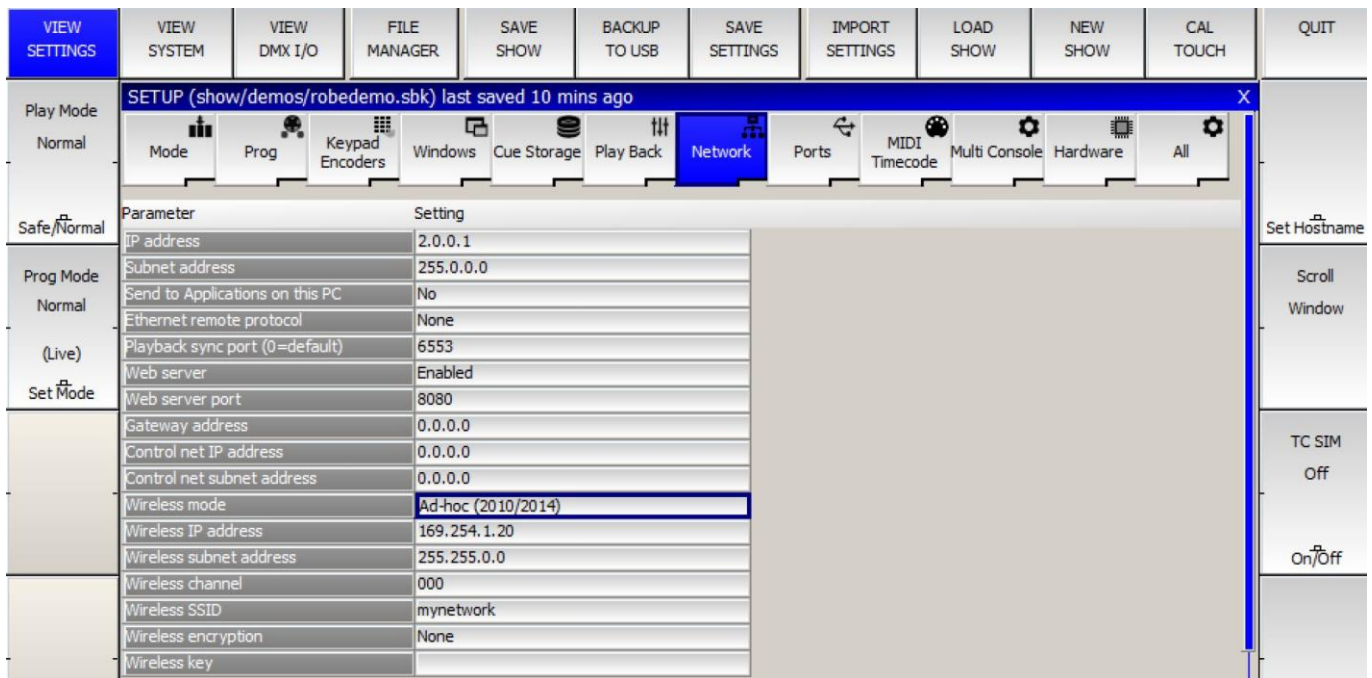 VIEW SETTINGS
VIEW SYSTEM
VIEW DMX I/O
FILE MANAGER
SAVE SHOW
BACKUP TO USB
SAVE SETTINGS
IMPORT SETTINGS
LOAD SHOW
NEW SHOW
CAL TOUCH
QUIT
Play Mode
Normal
Safe/Normal
Prog Mode
Normal
(Live)
Set Mode
SETUP (show/demos/robedemo.sbk) last saved 10 mins ago X
Mode
Prog
Keypad Encoders
Windows
Cue Storage
Play Back
Network
Ports
MIDI Timecode
Multi Console
Hardware
All
Parameter Setting
IP address 2.0.0.1
Subnet address 255.0.0.0
Send to Applications on this PC No
Ethernet remote protocol None
Playback sync port (0=default) 6553
Web server Enabled
Web server port 8080
Gateway address 0.0.0.0
Control net IP address 0.0.0.0
Control net subnet address 0.0.0.0
Wireless mode Ad-hoc (2010/2014)
Wireless IP address 169.254.1.20
Wireless subnet address 255.255.0.0
Wireless channel 000
Wireless SSID mynetwork
Wireless encryption None
Wireless key
Set Hostname
Scroll
Window
TC SIM
Off
On/Off